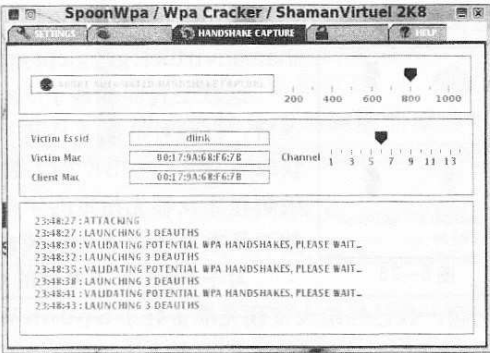 SpoonWpa / Wpa Cracker / ShamanVirtuel 2K8
SETTINGS
HANDSHAKE CAPTURE
HELP
200 400 600 800 1000
Victim Essid dlink
Victim Mac 00:17:9A:68:F6:7B
Channel 1 3 5 7 9 11 13
Client Mac 00:17:9A:68:F6:7B
23:48:27 : ATTACKING
23:48:27 : LAUNCHING 3 DEAUTHS
23:48:30 : VALIDATING POTENTIAL WPA HANDSHAKES, PLEASE WAIT...
23:48:32 : LAUNCHING 3 DEAUTHS
23:48:35 : VALIDATING POTENTIAL WPA HANDSHAKES, PLEASE WAIT...
23:48:38 : LAUNCHING 3 DEAUTHS
23:48:41 : VALIDATING POTENTIAL WPA HANDSHAKES, PLEASE WAIT...
23:48:43 : LAUNCHING 3 DEAUTHS